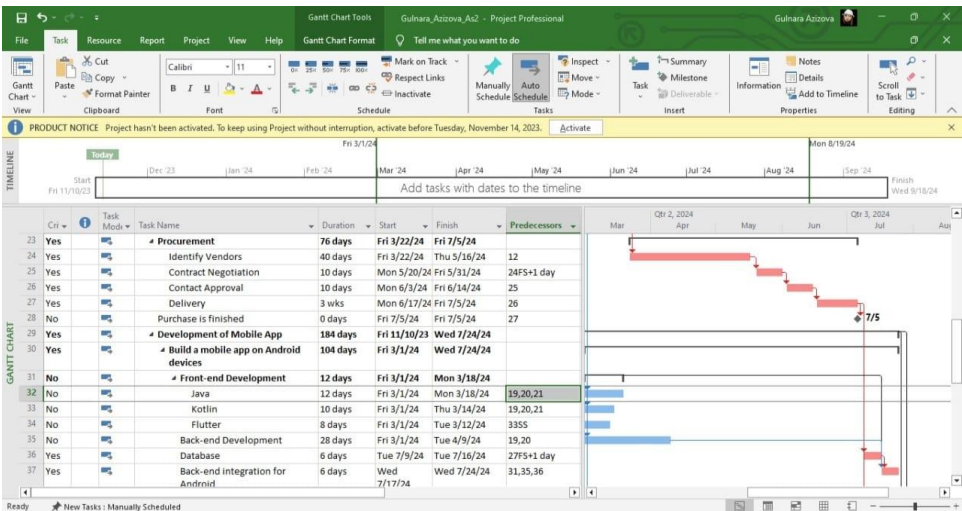 Gantt Chart Tools
Gulnara_Azizova_As2 - Project Professional
Gulnara Azizova
File Task Resource Report Project View Help Gantt Chart Format Tell me what you want to do
Gantt Chart
View
Paste
Cut
Copy
Format Painter
Clipboard
Calibri 11
B I U A
Font
0% 25% 50% 75% 100%
Mark on Track
Respect Links
Inactivate
Schedule
Manually Schedule
Auto Schedule
Inspect
Move
Mode
Tasks
Task
Summary
Milestone
Deliverable
Insert
Information
Notes
Details
Add to Timeline
Properties
Scroll to Task
Editing
PRODUCT NOTICE Project hasn't been activated. To keep using Project without interruption, activate before Tuesday, November 14, 2023. Activate
TIMELINE
Fri 3/1/24 Mon 8/19/24
Today
Dec '23 Jan '24 Feb '24 Mar '24 Apr '24 May '24 Jun '24 Jul '24 Aug '24 Sep '24
Start
Fri 11/10/23
Add tasks with dates to the timeline
Finish
Wed 9/18/24
GANTT CHART
Cri Task Mode Task Name Duration Start Finish Predecessors
Qtr 2, 2024 Qtr 3, 2024
Mar Apr May Jun Jul Aug
23 Yes Procurement 76 days Fri 3/22/24 Fri 7/5/24
24 Yes Identify Vendors 40 days Fri 3/22/24 Thu 5/16/24 12
25 Yes Contract Negotiation 10 days Mon 5/20/24 Fri 5/31/24 24FS+1 day
26 Yes Contact Approval 10 days Mon 6/3/24 Fri 6/14/24 25
27 Yes Delivery 3 wks Mon 6/17/24 Fri 7/5/24 26
28 No Purchase is finished 0 days Fri 7/5/24 Fri 7/5/24 27 7/5
29 Yes Development of Mobile App 184 days Fri 11/10/23 Wed 7/24/24
30 Yes Build a mobile app on Android devices 104 days Fri 3/1/24 Wed 7/24/24
31 No Front-end Development 12 days Fri 3/1/24 Mon 3/18/24
32 No Java 12 days Fri 3/1/24 Mon 3/18/24 19,20,21
33 No Kotlin 10 days Fri 3/1/24 Thu 3/14/24 19,20,21
34 No Flutter 8 days Fri 3/1/24 Tue 3/12/24 33SS
35 No Back-end Development 28 days Fri 3/1/24 Tue 4/9/24 19,20
36 Yes Database 6 days Tue 7/9/24 Tue 7/16/24 27FS+1 day
37 Yes Back-end integration for Android 6 days Wed 7/17/24 Wed 7/24/24 31,35,36
Ready New Tasks : Manually Scheduled